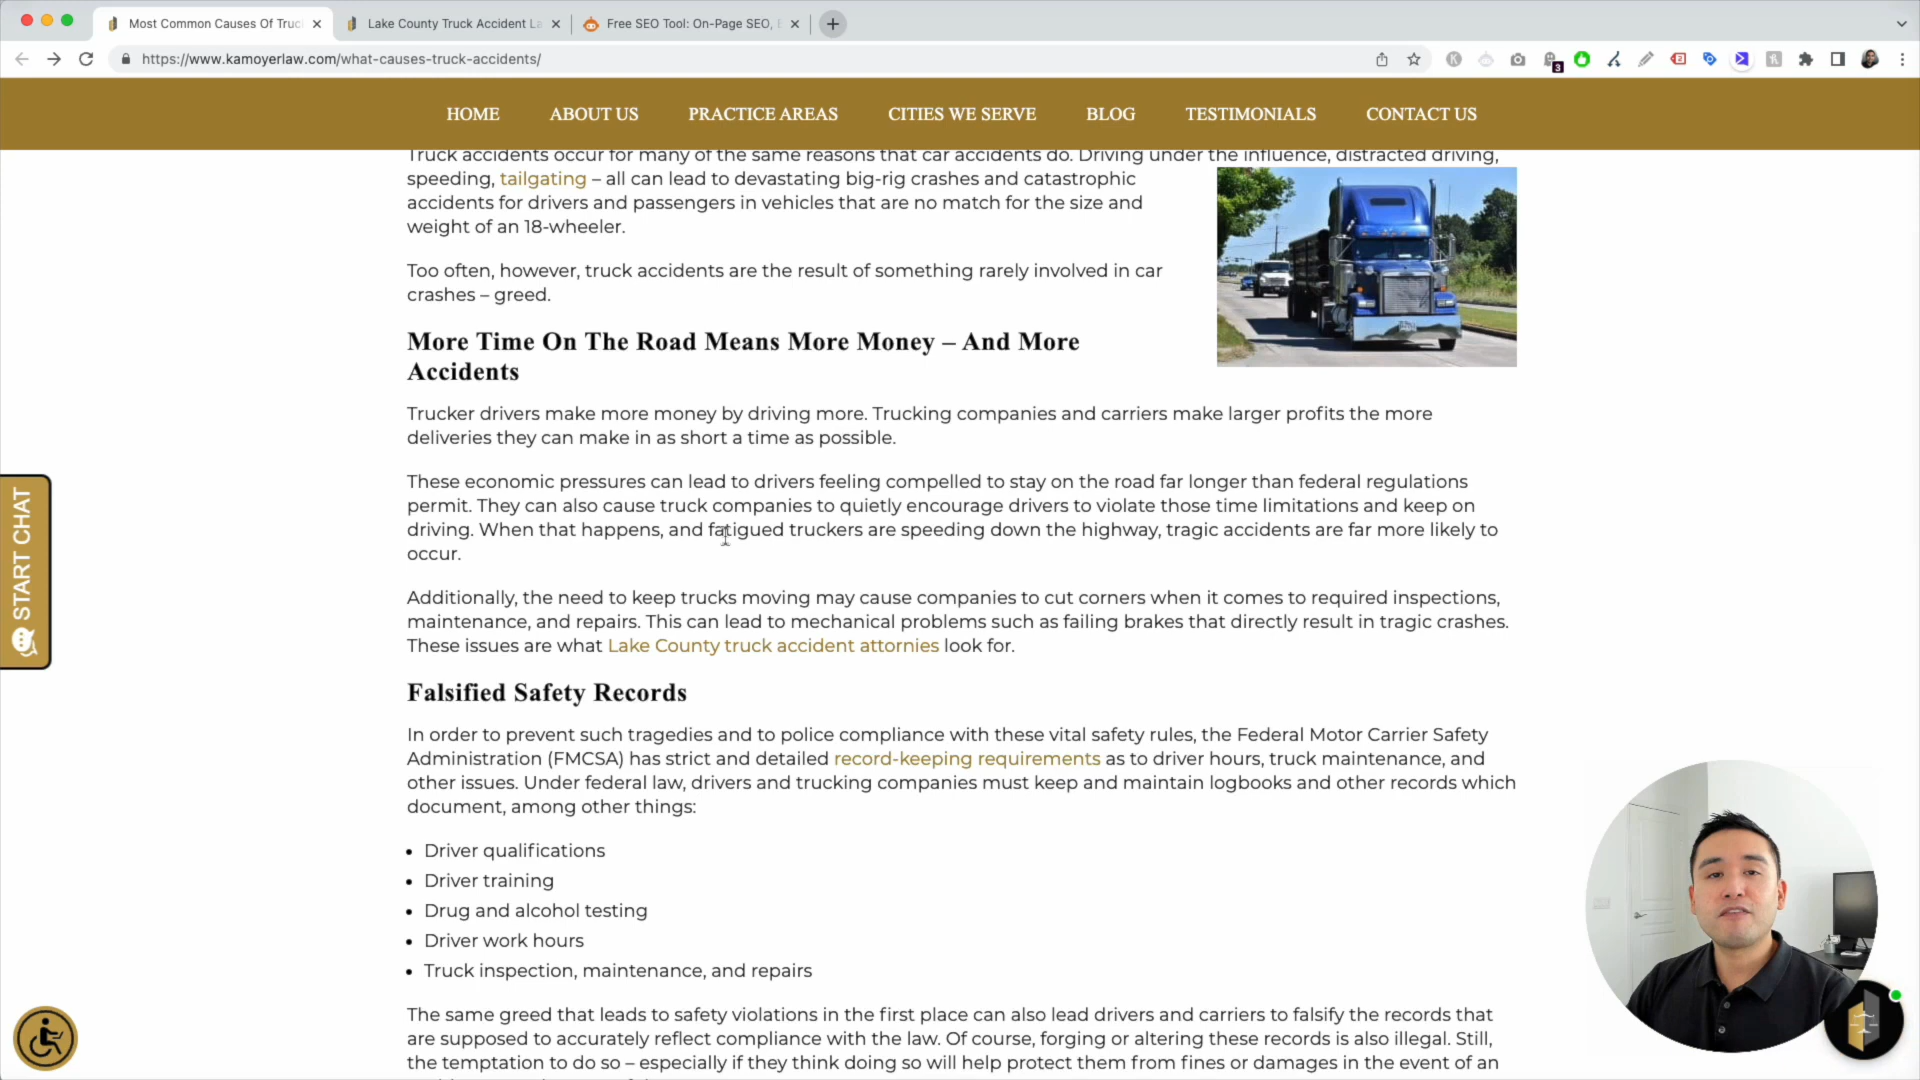 Most Common Causes Of Truc
Lake County Truck Accident La
Free SEO Tool: On-Page SEO,
https://www.kamoyerlaw.com/what-causes-truck-accidents/
3
HOME
ABOUT US
PRACTICE AREAS
CITIES WE SERVE
BLOG
TESTIMONIALS
CONTACT US
Truck accidents occur for many of the same reasons that car accidents do. Driving under the influence, distracted driving,
speeding, tailgating – all can lead to devastating big-rig crashes and catastrophic
accidents for drivers and passengers in vehicles that are no match for the size and
weight of an 18-wheeler.
Too often, however, truck accidents are the result of something rarely involved in car
crashes – greed.
More Time On The Road Means More Money – And More
Accidents
Trucker drivers make more money by driving more. Trucking companies and carriers make larger profits the more
deliveries they can make in as short a time as possible.
These economic pressures can lead to drivers feeling compelled to stay on the road far longer than federal regulations
permit. They can also cause truck companies to quietly encourage drivers to violate those time limitations and keep on
driving. When that happens, and fatigued truckers are speeding down the highway, tragic accidents are far more likely to
occur.
START CHAT
Additionally, the need to keep trucks moving may cause companies to cut corners when it comes to required inspections,
maintenance, and repairs. This can lead to mechanical problems such as failing brakes that directly result in tragic crashes.
These issues are what Lake County truck accident attornies look for.
Falsified Safety Records
In order to prevent such tragedies and to police compliance with these vital safety rules, the Federal Motor Carrier Safety
Administration (FMCSA) has strict and detailed record-keeping requirements as to driver hours, truck maintenance, and
other issues. Under federal law, drivers and trucking companies must keep and maintain logbooks and other records which
document, among other things:
• Driver qualifications
• Driver training
• Drug and alcohol testing
• Driver work hours
• Truck inspection, maintenance, and repairs
The same greed that leads to safety violations in the first place can also lead drivers and carriers to falsify the records that
are supposed to accurately reflect compliance with the law. Of course, forging or altering these records is also illegal. Still,
the temptation to do so – especially if they think doing so will help protect them from fines or damages in the event of an